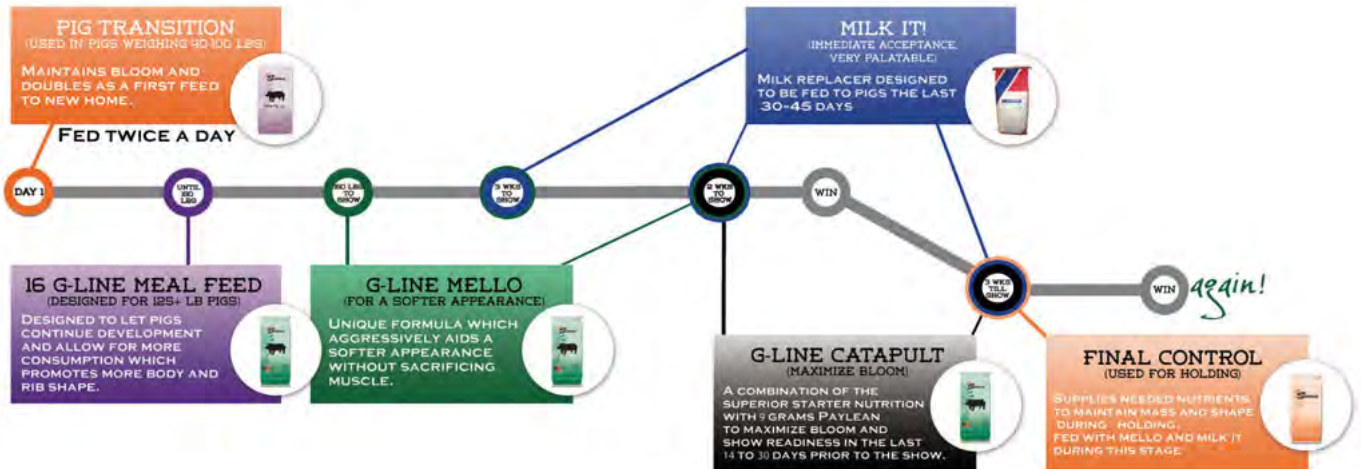 PIG TRANSITION
(USED IN PIGS WEIGHING 40-100 LBS)
MAINTAINS BLOOM AND
DOUBLES AS A FIRST FEED
TO NEW HOME.
FED TWICE A DAY
MILK IT!
(IMMEDIATE ACCEPTANCE,
VERY PALATABLE)
MILK REPLACER DESIGNED
TO BE FED TO PIGS THE LAST
30-45 DAYS
DAY 1
UNTIL
LBS
LBS
TO
SHOW
3 WKS
TO
SHOW
2 WKS
TO
SHOW
WIN
3 WKS
TILL
SHOW
WIN
again!
16 G-LINE MEAL FEED
(DESIGNED FOR 125+ LB PIGS)
DESIGNED TO LET PIGS
CONTINUE DEVELOPMENT
AND ALLOW FOR MORE
CONSUMPTION WHICH
PROMOTES MORE BODY AND
RIB SHAPE.
G-LINE MELLO
(FOR A SOFTER APPEARANCE)
UNIQUE FORMULA WHICH
AGGRESSIVELY AIDS A
SOFTER APPEARANCE
WITHOUT SACRIFICING
MUSCLE.
G-LINE CATAPULT
(MAXIMIZE BLOOM)
A COMBINATION OF THE
SUPERIOR STARTER NUTRITION
WITH 9 GRAMS PAYLEAN
TO MAXIMIZE BLOOM AND
SHOW READINESS IN THE LAST
14 TO 30 DAYS PRIOR TO THE SHOW.
FINAL CONTROL
(USED FOR HOLDING)
SUPPLIES NEEDED NUTRIENTS
TO MAINTAIN MASS AND SHAPE
DURING HOLDING.
FED WITH MELLO AND MILK IT
DURING THIS STAGE